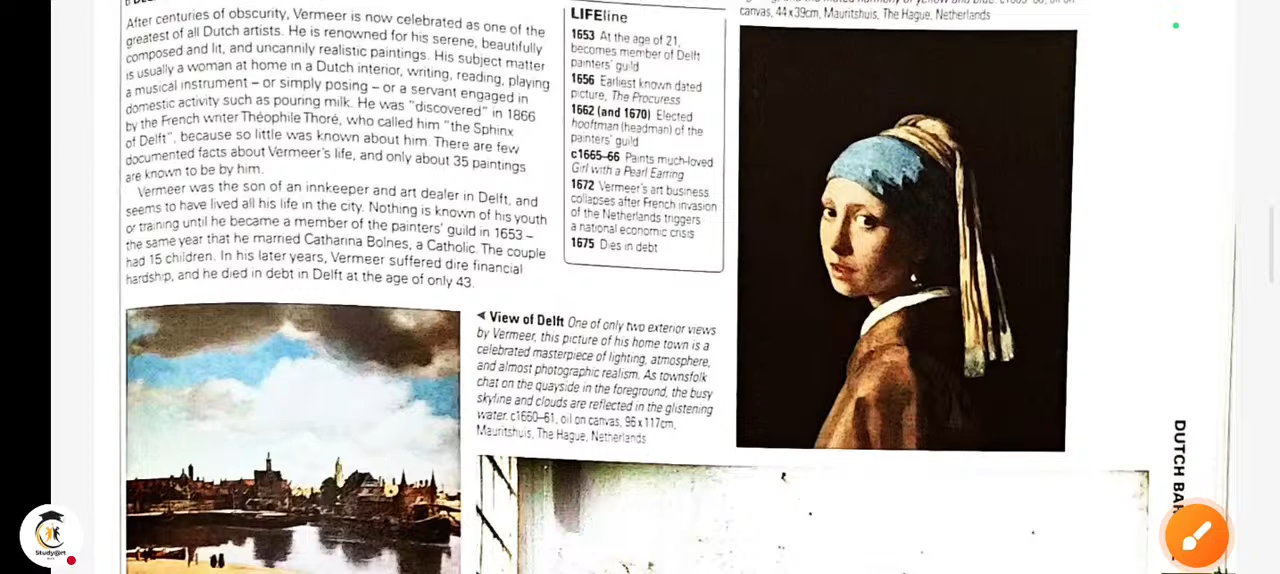 After centuries of obscurity, Vermeer is now celebrated as one of the
greatest of all Dutch artists. He is renowned for his serene, beautifully
composed and lit, and uncannily realistic paintings. His subject matter
is usually a woman at home in a Dutch interior, writing, reading, playing
a musical instrument – or simply posing – or a servant engaged in
domestic activity such as pouring milk. He was "discovered" in 1866
by the French writer Théophile Thoré, who called him "the Sphinx
of Delft", because so little was known about him. There are few
documented facts about Vermeer's life, and only about 35 paintings
are known to be by him.
Vermeer was the son of an innkeeper and art dealer in Delft, and
seems to have lived all his life in the city. Nothing is known of his youth
or training until he became a member of the painters' guild in 1653 –
the same year that he married Catharina Bolnes, a Catholic. The couple
had 15 children. In his later years, Vermeer suffered dire financial
hardship, and he died in debt in Delft at the age of only 43.
LIFEline
1653 At the age of 21,
becomes member of Delft
painters' guild
1656 Earliest known dated
picture, The Procuress
1662 (and 1670) Elected
hooftman (headman) of the
painters' guild
c1665–66 Paints much-loved
Girl with a Pearl Earring
1672 Vermeer's art business
collapses after French invasion
of the Netherlands triggers
a national economic crisis
1675 Dies in debt
canvas, 44x39cm, Mauritshuis, The Hague, Netherlands
◄ View of Delft One of only two exterior views
by Vermeer, this picture of his home town is a
celebrated masterpiece of lighting, atmosphere,
and almost photographic realism. As townsfolk
chat on the quayside in the foreground, the busy
skyline and clouds are reflected in the glistening
water. c1660–61, oil on canvas, 96x117cm,
Mauritshuis, The Hague, Netherlands
DUTCH BA
Study@rt